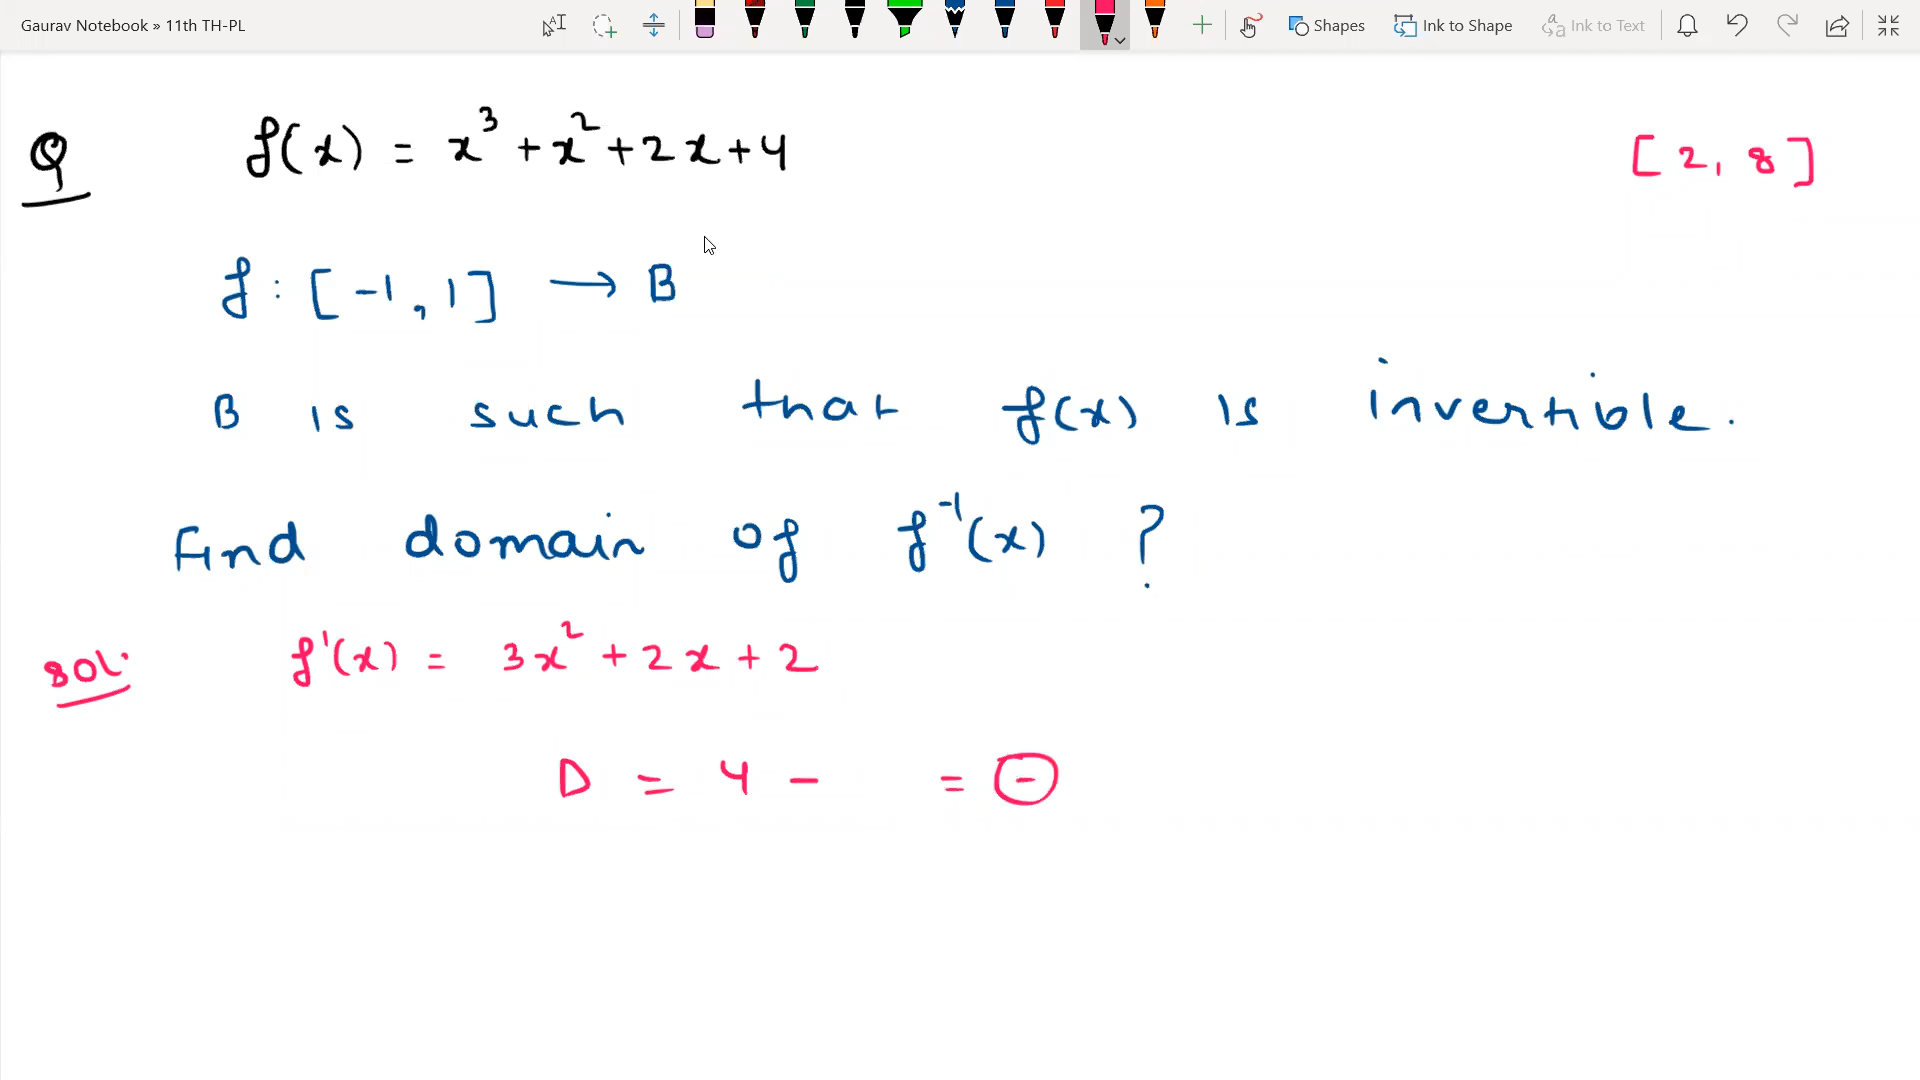 Gaurav Notebook » 11th TH-PL
Shapes Ink to Shape Ink to Text
Q f(x) = x³ + x² + 2x + 4 [2, 8]
f : [-1, 1] → B
B is such that f(x) is invertible.
Find domain of f⁻¹(x) ?
sol. f'(x) = 3x² + 2x + 2
D = 4 - = -